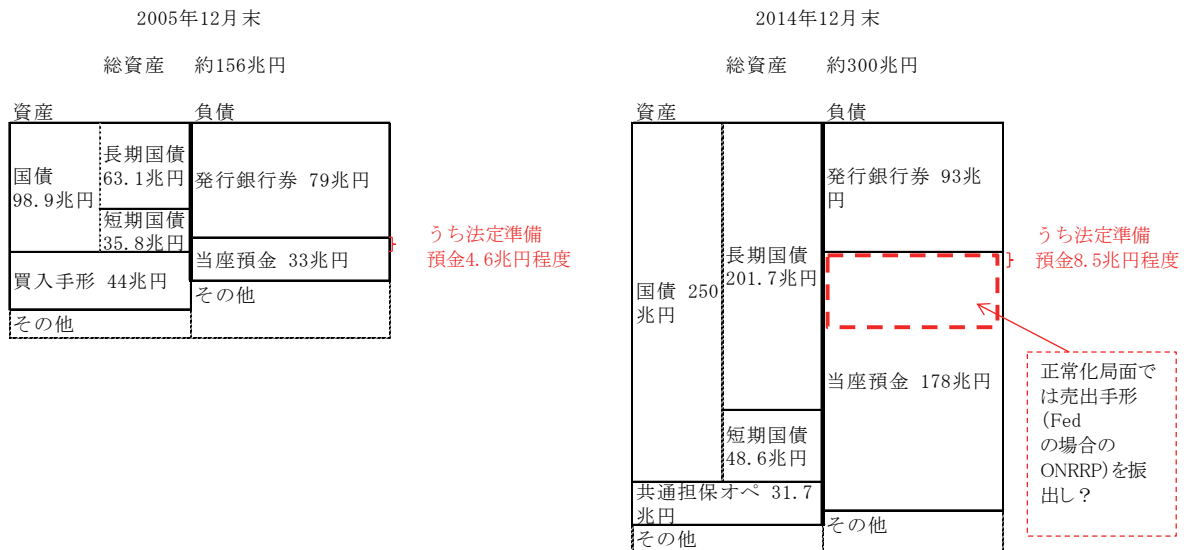 2005年12月末
総資産 約156兆円
資産 負債
国債
98.9兆円
長期国債
63.1兆円
短期国債
35.8兆円
買入手形 44兆円
その他
発行銀行券 79兆円
当座預金 33兆円
その他
うち法定準備
預金4.6兆円程度
2014年12月末
総資産 約300兆円
資産 負債
国債 250
兆円
長期国債
201.7兆円
短期国債
48.6兆円
共通担保オペ 31.7
兆円
その他
発行銀行券 93兆
円
当座預金 178兆円
その他
うち法定準備
預金8.5兆円程度
正常化局面で
は売出手形
(Fed
の場合の
ONRRP)を振
出し？